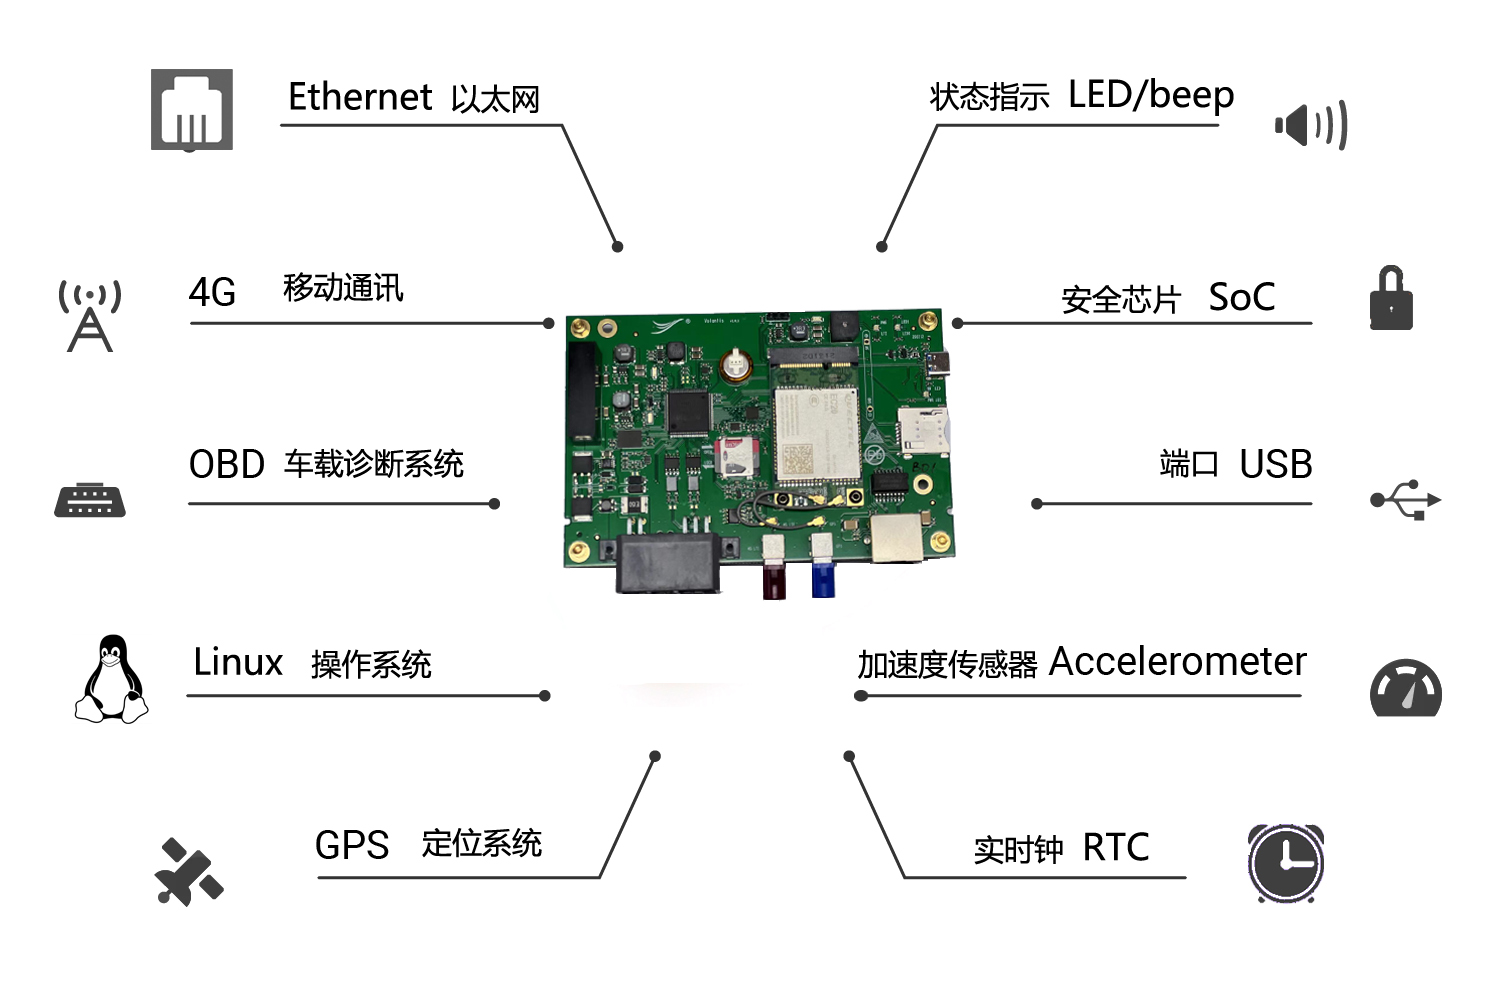 Ethernet 以太网
状态指示 LED/beep
4G 移动通讯
安全芯片 SoC
OBD 车载诊断系统
端口 USB
Linux 操作系统
加速度传感器 Accelerometer
GPS 定位系统
实时钟 RTC